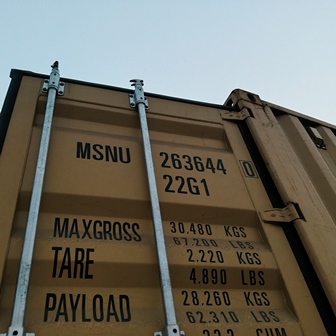 MSNU 263644 0
22G1
MAXGROSS 30.480 KGS
67.200 LBS
TARE 2.220 KGS
4.890 LBS
PAYLOAD 28.260 KGS
62.310 LBS
CUM